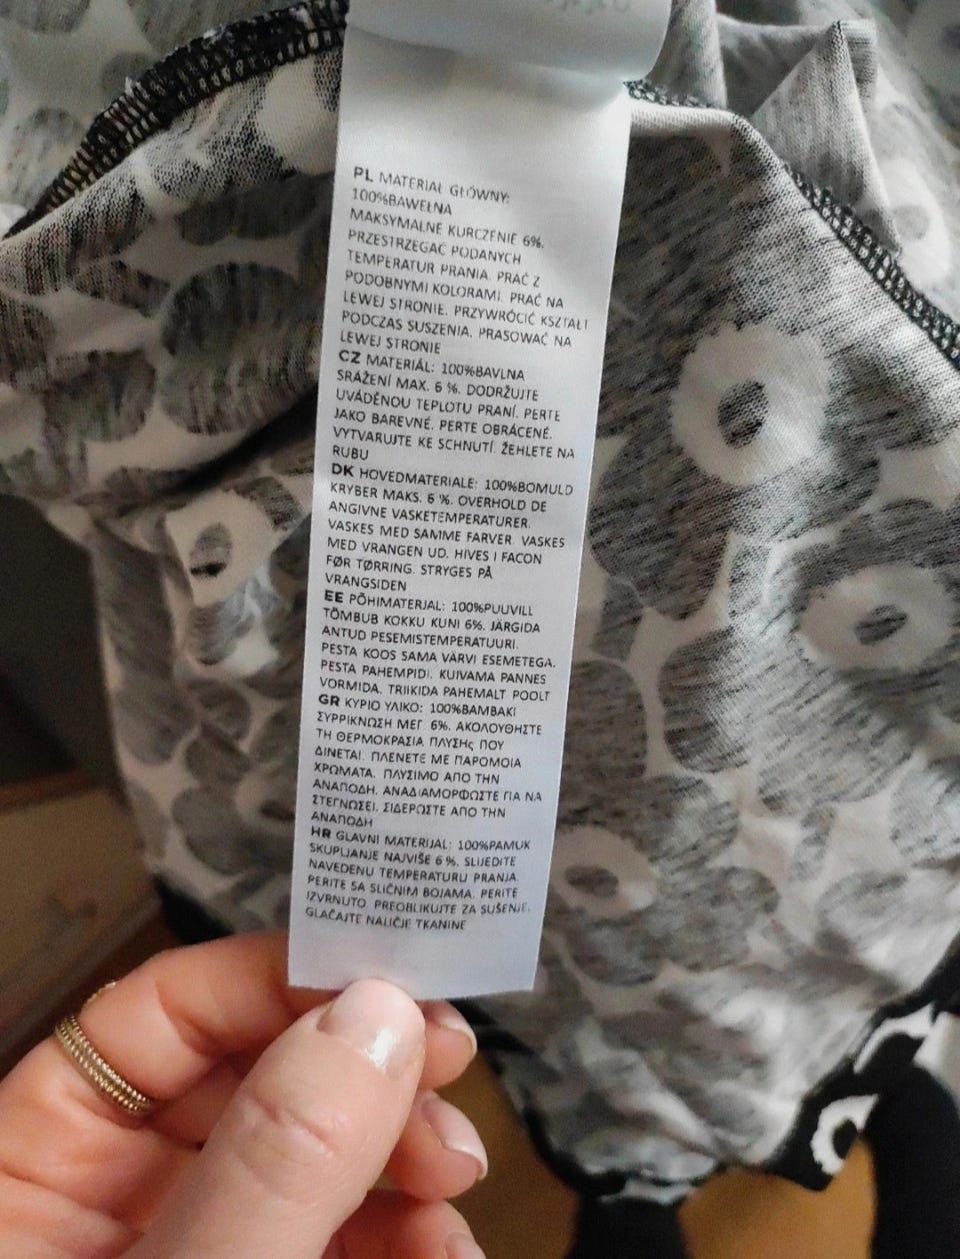 PL MATERIAŁ GŁÓWNY:
100%BAWEŁNA
MAKSYMALNE KURCZENIE 6%.
PRZESTRZEGAĆ PODANYCH
TEMPERATUR PRANIA. PRAĆ Z
PODOBNYMI KOLORAMI. PRAĆ NA
LEWEJ STRONIE. PRZYWRÓCIĆ KSZTAŁT
PODCZAS SUSZENIA. PRASOWAĆ NA
LEWEJ STRONIE
CZ MATERIÁL: 100%BAVLNA
SRÁŽENÍ MAX. 6 %. DODRŽUJTE
UVÁDĚNOU TEPLOTU PRANÍ. PERTE
JAKO BAREVNÉ. PERTE OBRÁCENÉ.
VYTVARUJTE KE SCHNUTÍ. ŽEHLETE NA
RUBU
DK HOVEDMATERIALE: 100%BOMULD
KRYBER MAKS. 6 %. OVERHOLD DE
ANGIVNE VASKETEMPERATURER.
VASKES MED SAMME FARVER. VASKES
MED VRANGEN UD. HIVES I FACON
FØR TØRRING. STRYGES PÅ
VRANGSIDEN
EE PÕHIMATERJAL: 100%PUUVILL
TÕMBUB KOKKU KUNI 6%. JÄRGIDA
ANTUD PESEMISTEMPERATUURI.
PESTA KOOS SAMA VÄRVI ESEMETEGA.
PESTA PAHEMPIDI. KUIVAMA PANNES
VORMIDA. TRIIKIDA PAHEMALT POOLT
GR ΚΥΡΙΟ ΥΛΙΚΟ: 100%ΒΑΜΒΑΚΙ
ΣΥΡΡΙΚΝΩΣΗ ΜΕΓ 6%. ΑΚΟΛΟΥΘΗΣΤΕ
ΤΗ ΘΕΡΜΟΚΡΑΣΙΑ ΠΛΥΣΗς ΠΟΥ
ΔΙΝΕΤΑΙ. ΠΛΕΝΕΤΕ ΜΕ ΠΑΡΟΜΟΙΑ
ΧΡΩΜΑΤΑ. ΠΛΥΣΙΜΟ ΑΠΟ ΤΗΝ
ΑΝΑΠΟΔΗ. ΑΝΑΔΙΑΜΟΡΦΩΣΤΕ ΓΙΑ ΝΑ
ΣΤΕΓΝΩΣΕΙ. ΣΙΔΕΡΩΣΤΕ ΑΠΟ ΤΗΝ
ΑΝΑΠΟΔΗ
HR GLAVNI MATERIJAL: 100%PAMUK
SKUPLJANJE NAJVIŠE 6 %. SLIJEDITE
NAVEDENU TEMPERATURU PRANJA.
PERITE SA SLIČNIM BOJAMA. PERITE
IZVRNUTO. PREOBLIKUJTE ZA SUŠENJE.
GLAČAJTE NALIČJE TKANINE